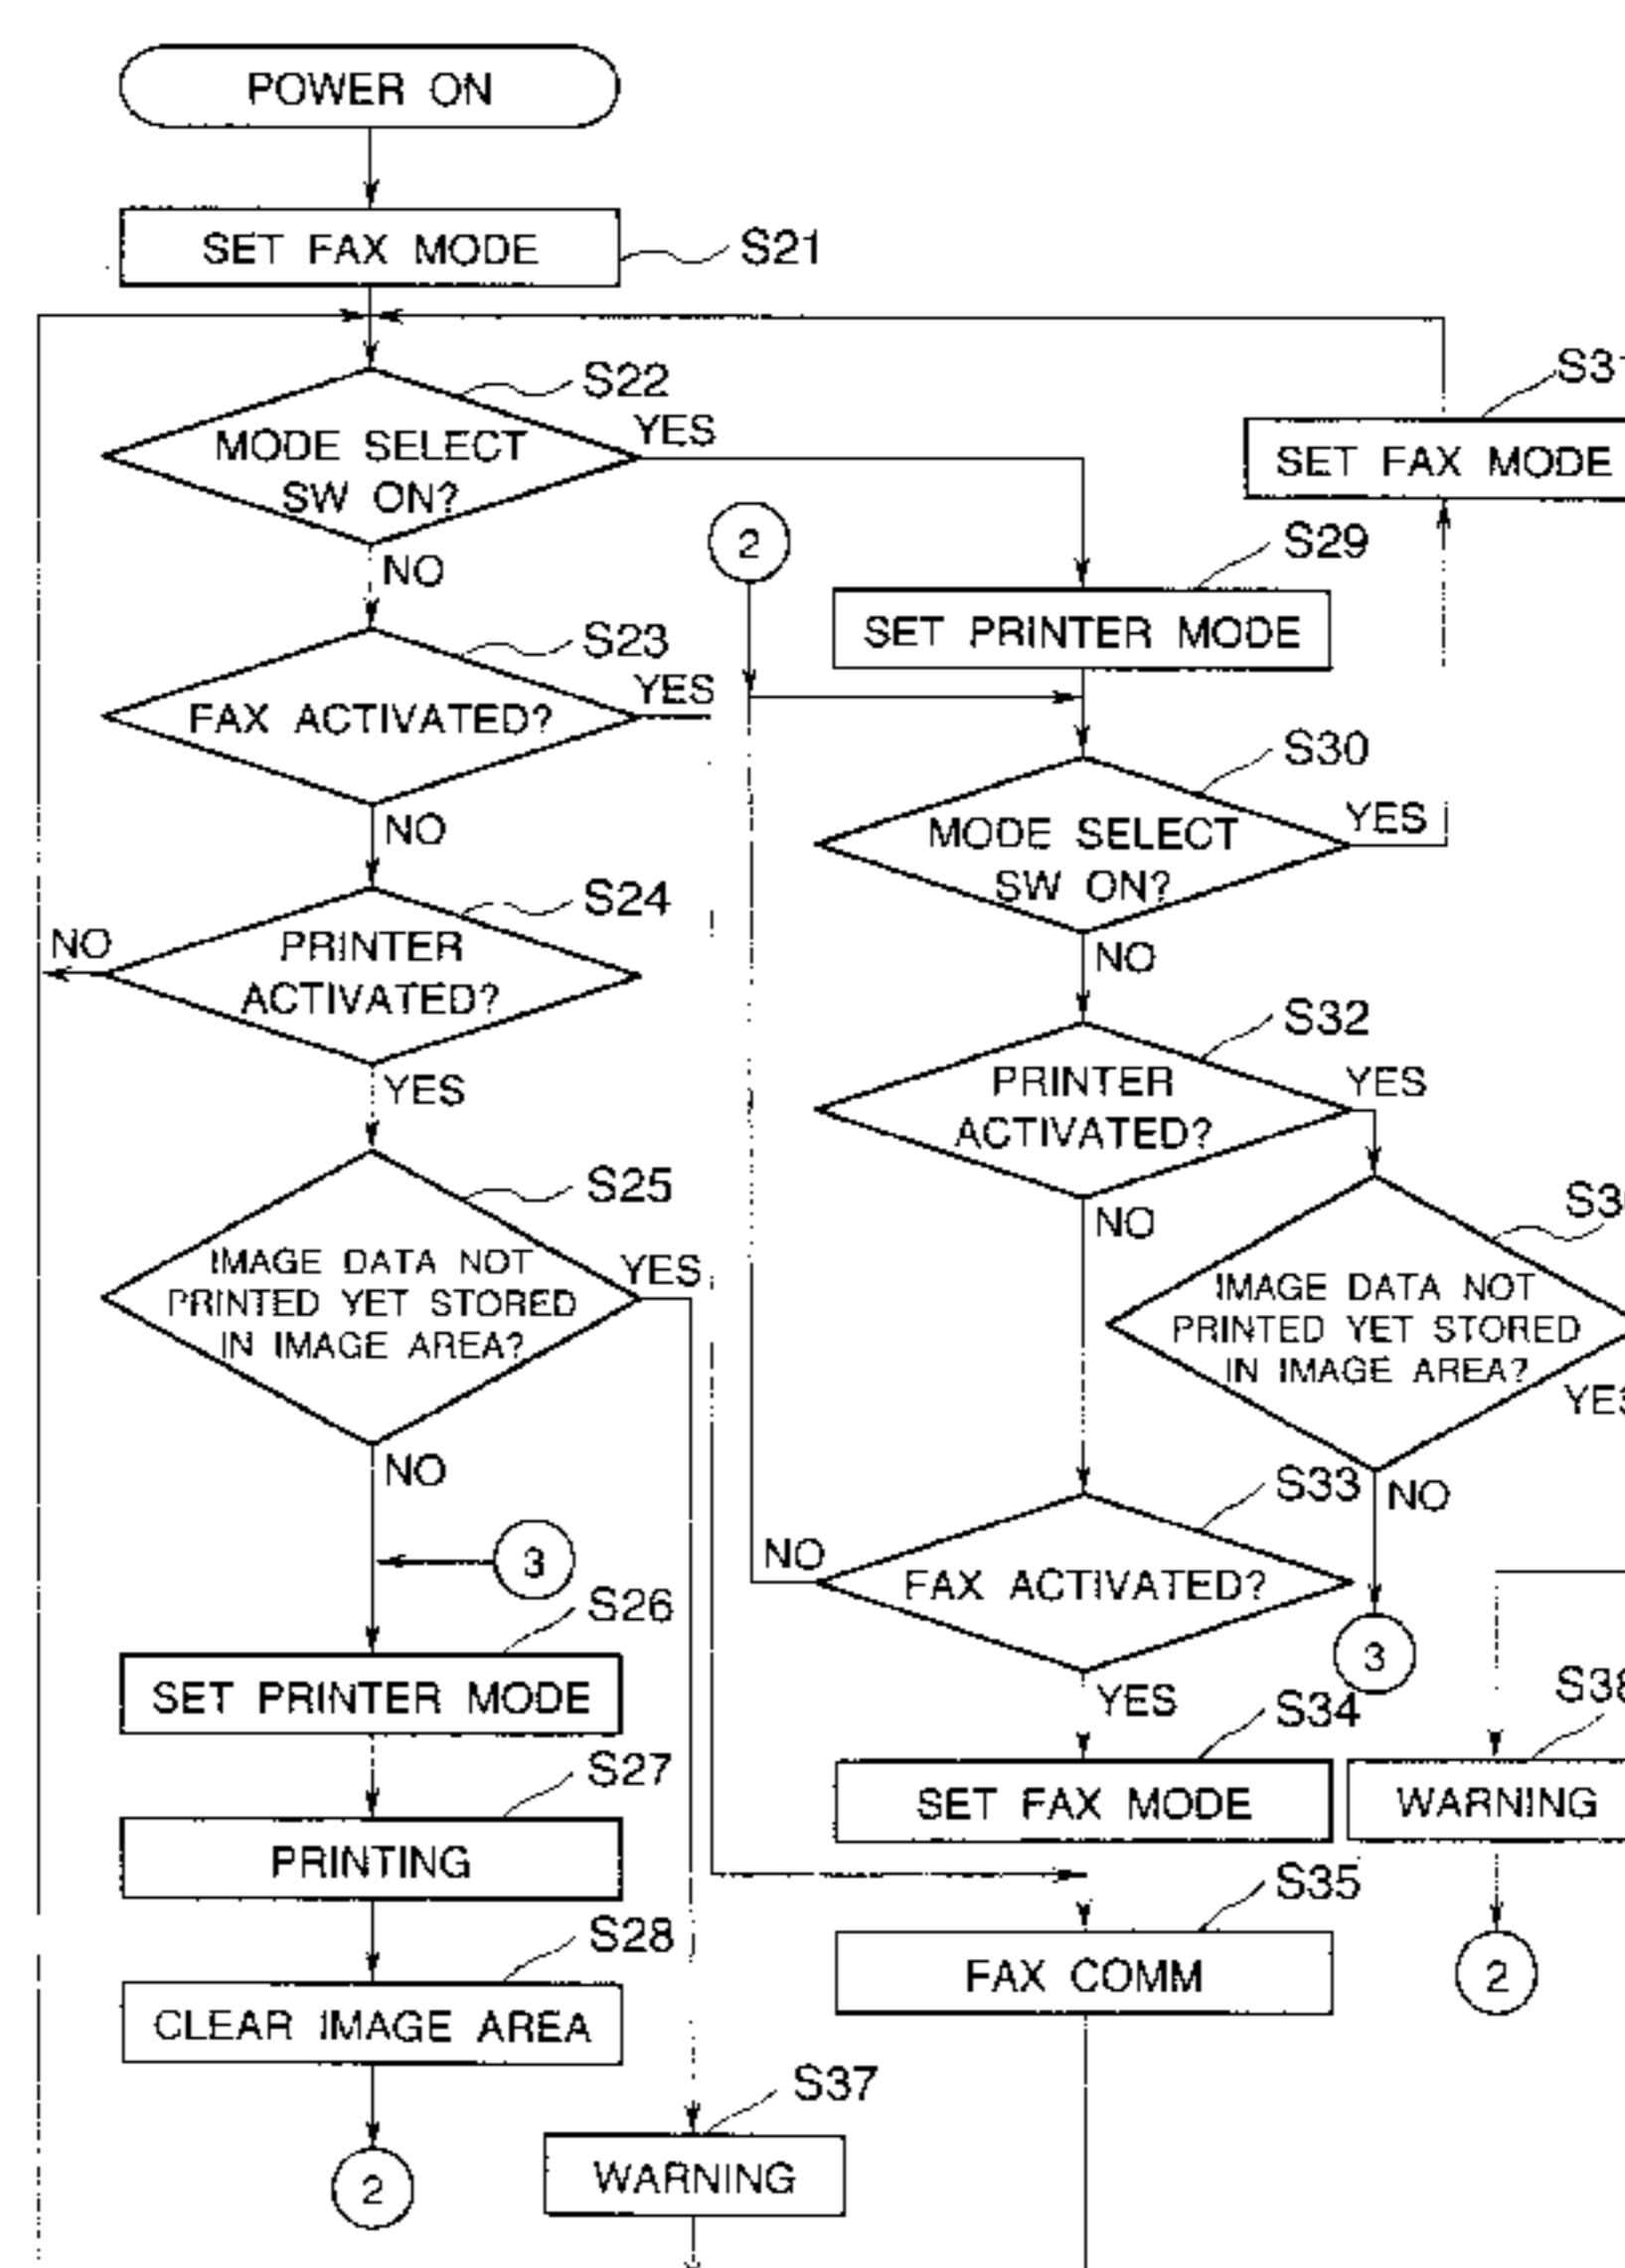 POWER ON
SET FAX MODE
S21
S22
MODE SELECT
SW ON?
YES
NO
S23
FAX ACTIVATED?
YES
NO
S24
PRINTER
ACTIVATED?
NO
YES
S25
IMAGE DATA NOT
PRINTED YET STORED
IN IMAGE AREA?
YES
NO
3
S26
SET PRINTER MODE
S27
PRINTING
S28
CLEAR IMAGE AREA
2
S37
WARNING
2
S29
SET PRINTER MODE
S30
MODE SELECT
SW ON?
YES
NO
SET FAX MODE
S32
PRINTER
ACTIVATED?
YES
NO
IMAGE DATA NOT
PRINTED YET STORED
IN IMAGE AREA?
NO
3
S33
FAX ACTIVATED?
NO
YES
S34
SET FAX MODE
S35
FAX COMM
WARNING
2